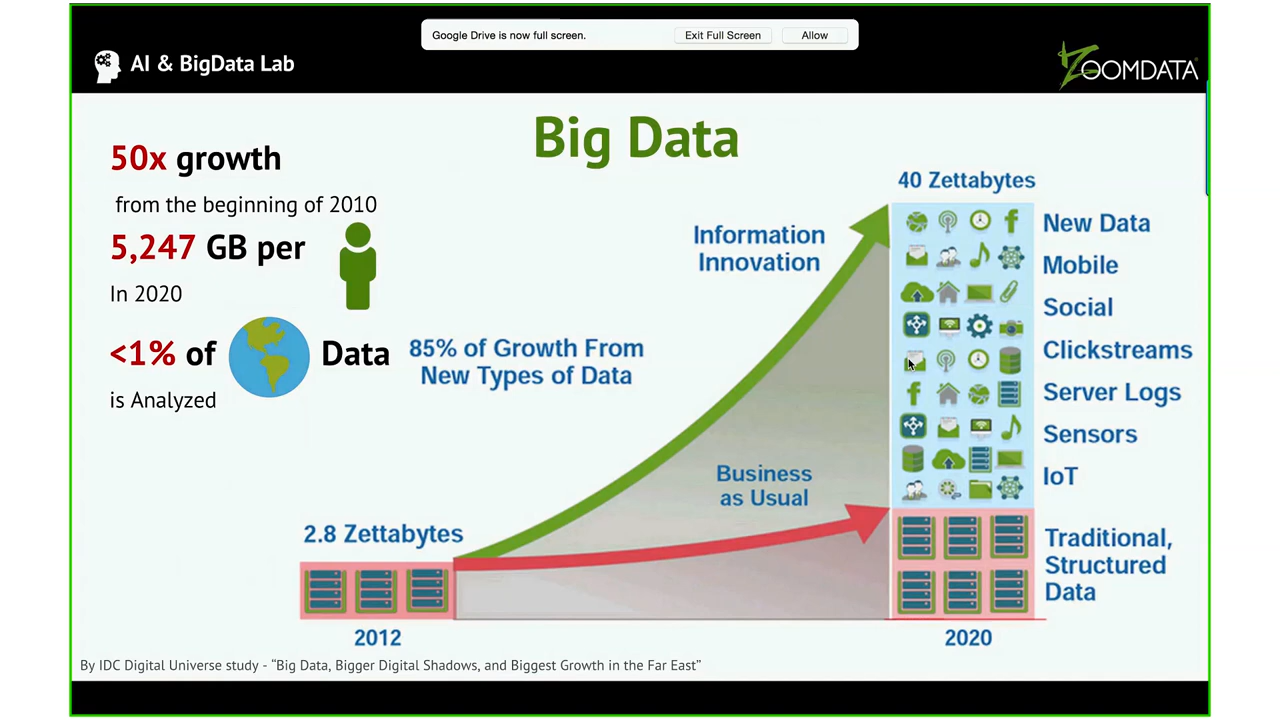 Google Drive is now full screen.
Exit Full Screen
Allow
AI & BigData Lab
ZOOMDATA
Big Data
50x growth
from the beginning of 2010
5,247 GB per
In 2020
<1% of Data
is Analyzed
85% of Growth From
New Types of Data
Information
Innovation
Business
as Usual
2.8 Zettabytes
2012
40 Zettabytes
New Data
Mobile
Social
Clickstreams
Server Logs
Sensors
IoT
Traditional,
Structured
Data
2020
By IDC Digital Universe study - “Big Data, Bigger Digital Shadows, and Biggest Growth in the Far East”